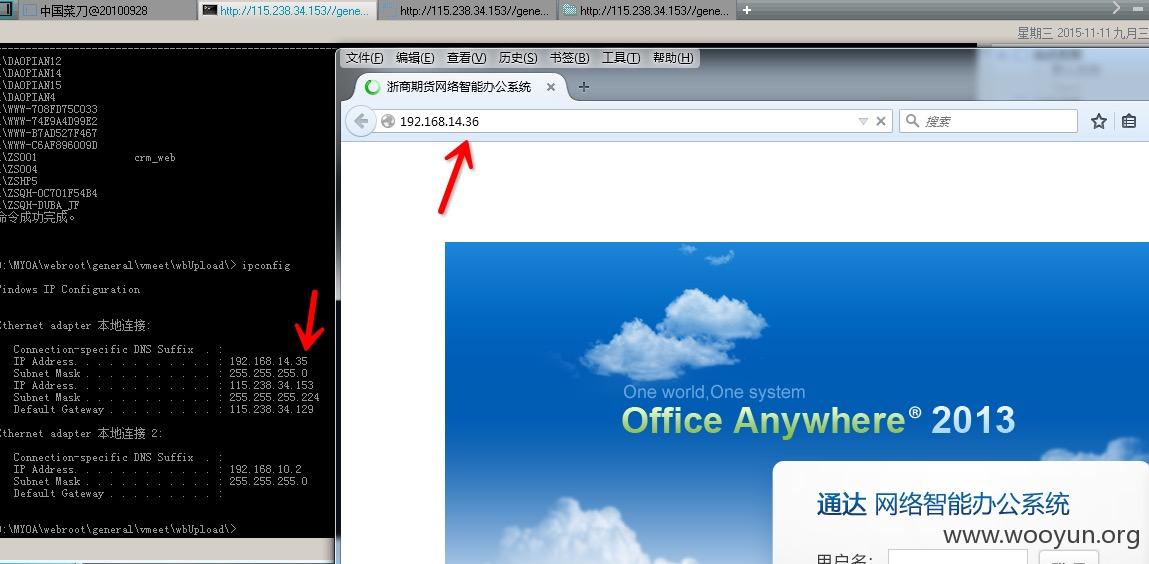 中国菜刀@20100928
http://115.238.34.153//gene...
http://115.238.34.153//gene...
http://115.238.34.153//gene...
星期三 2015-11-11 九月三
\DAOPIAN12
\DAOPIAN14
\DAOPIAN15
\DAOPIAN4
\WWW-708FD75C033
\WWW-74E9A4D99E2
\WWW-B7AD527F467
\WWW-C6AF896009D
\ZS001 crm_web
\ZS004
\ZSHP5
\ZSQH-0C701F54B4
\ZSQH-DUBA_JF
命令成功完成。
:\MYOA\webroot\general\vmeet\wbUpload\> ipconfig
indows IP Configuration
Ethernet adapter 本地连接:
Connection-specific DNS Suffix . :
IP Address. . . . . . . . . . . . : 192.168.14.35
Subnet Mask . . . . . . . . . . . : 255.255.255.0
IP Address. . . . . . . . . . . . : 115.238.34.153
Subnet Mask . . . . . . . . . . . : 255.255.255.224
Default Gateway . . . . . . . . . : 115.238.34.129
Ethernet adapter 本地连接 2:
Connection-specific DNS Suffix . :
IP Address. . . . . . . . . . . . : 192.168.10.2
Subnet Mask . . . . . . . . . . . : 255.255.255.0
Default Gateway . . . . . . . . . :
:\MYOA\webroot\general\vmeet\wbUpload\>
文件(F) 编辑(E) 查看(V) 历史(S) 书签(B) 工具(T) 帮助(H)
浙商期货网络智能办公系统
192.168.14.36
搜索
One world,One system
Office Anywhere® 2013
通达 网络智能办公系统
用户名:
www.wooyun.org